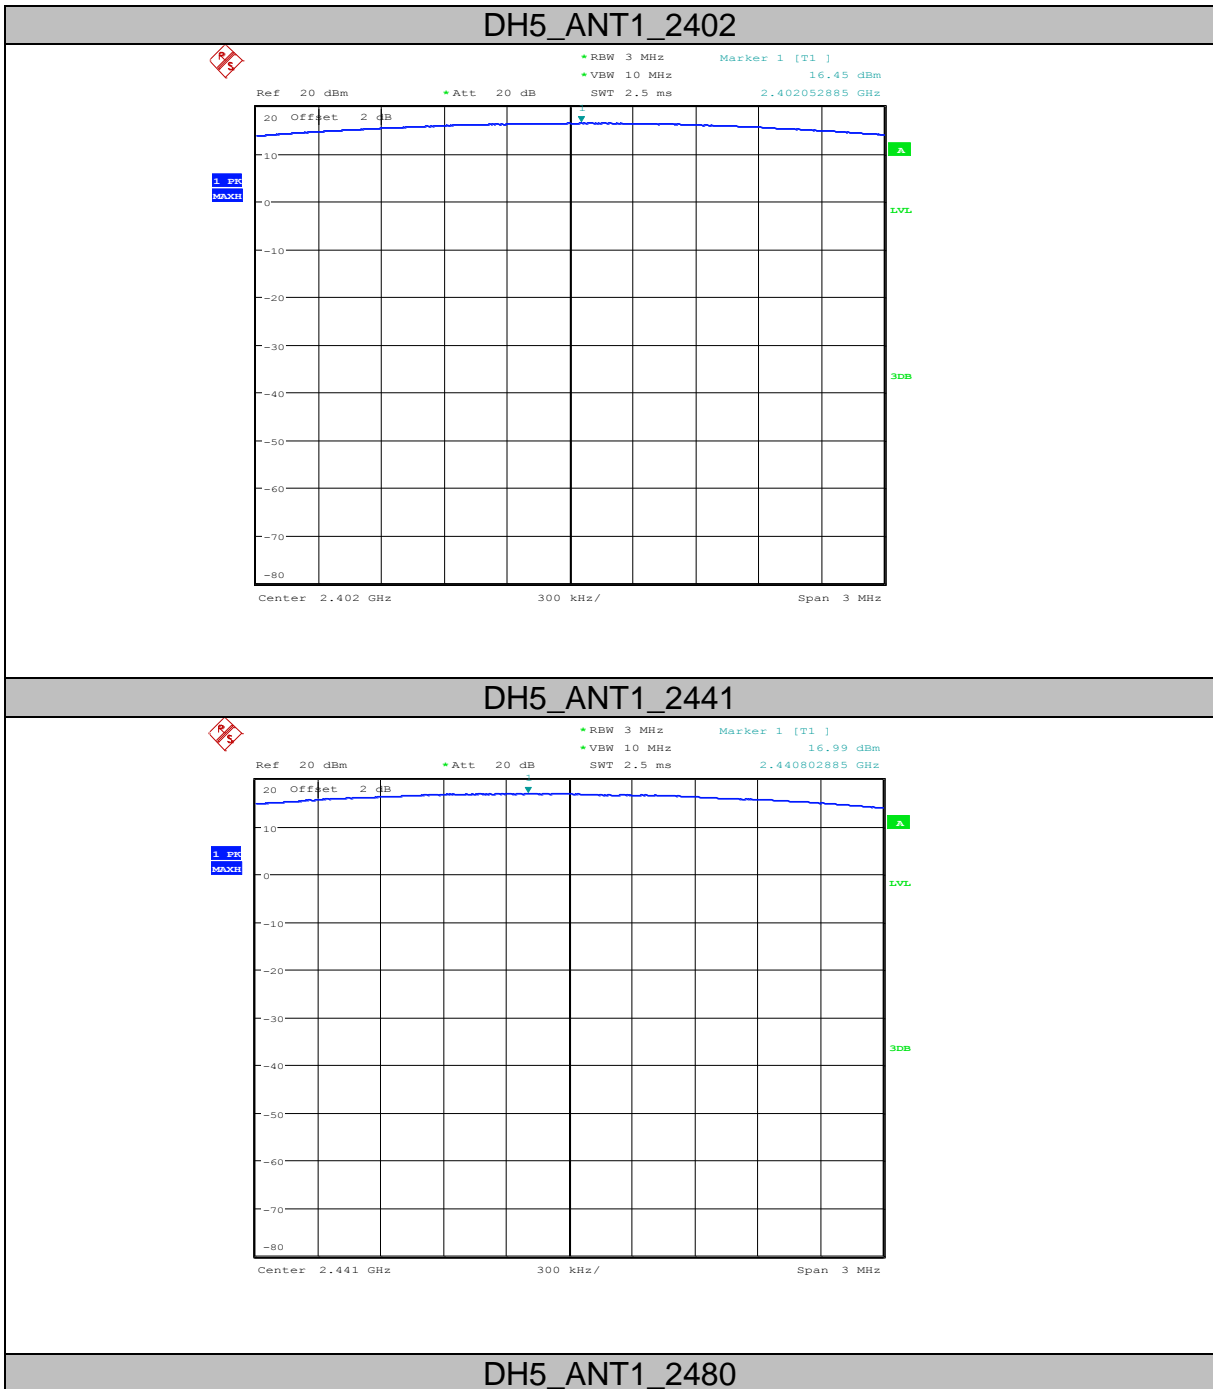 DH5_ANT1_2402
R S
*RBW 3 MHz Marker 1 [T1 ]
*VBW 10 MHz 16.45 dBm
Ref 20 dBm *Att 20 dB SWT 2.5 ms 2.402052885 GHz
1
20 Offset 2 dB
A
10
1 PK
MAXH
0
LVL
-10
-20
-30
3DB
-40
-50
-60
-70
-80
Center 2.402 GHz 300 kHz/ Span 3 MHz
DH5_ANT1_2441
R S
*RBW 3 MHz Marker 1 [T1 ]
*VBW 10 MHz 16.99 dBm
Ref 20 dBm *Att 20 dB SWT 2.5 ms 2.440802885 GHz
1
20 Offset 2 dB
A
10
1 PK
MAXH
0
LVL
-10
-20
-30
3DB
-40
-50
-60
-70
-80
Center 2.441 GHz 300 kHz/ Span 3 MHz
DH5_ANT1_2480